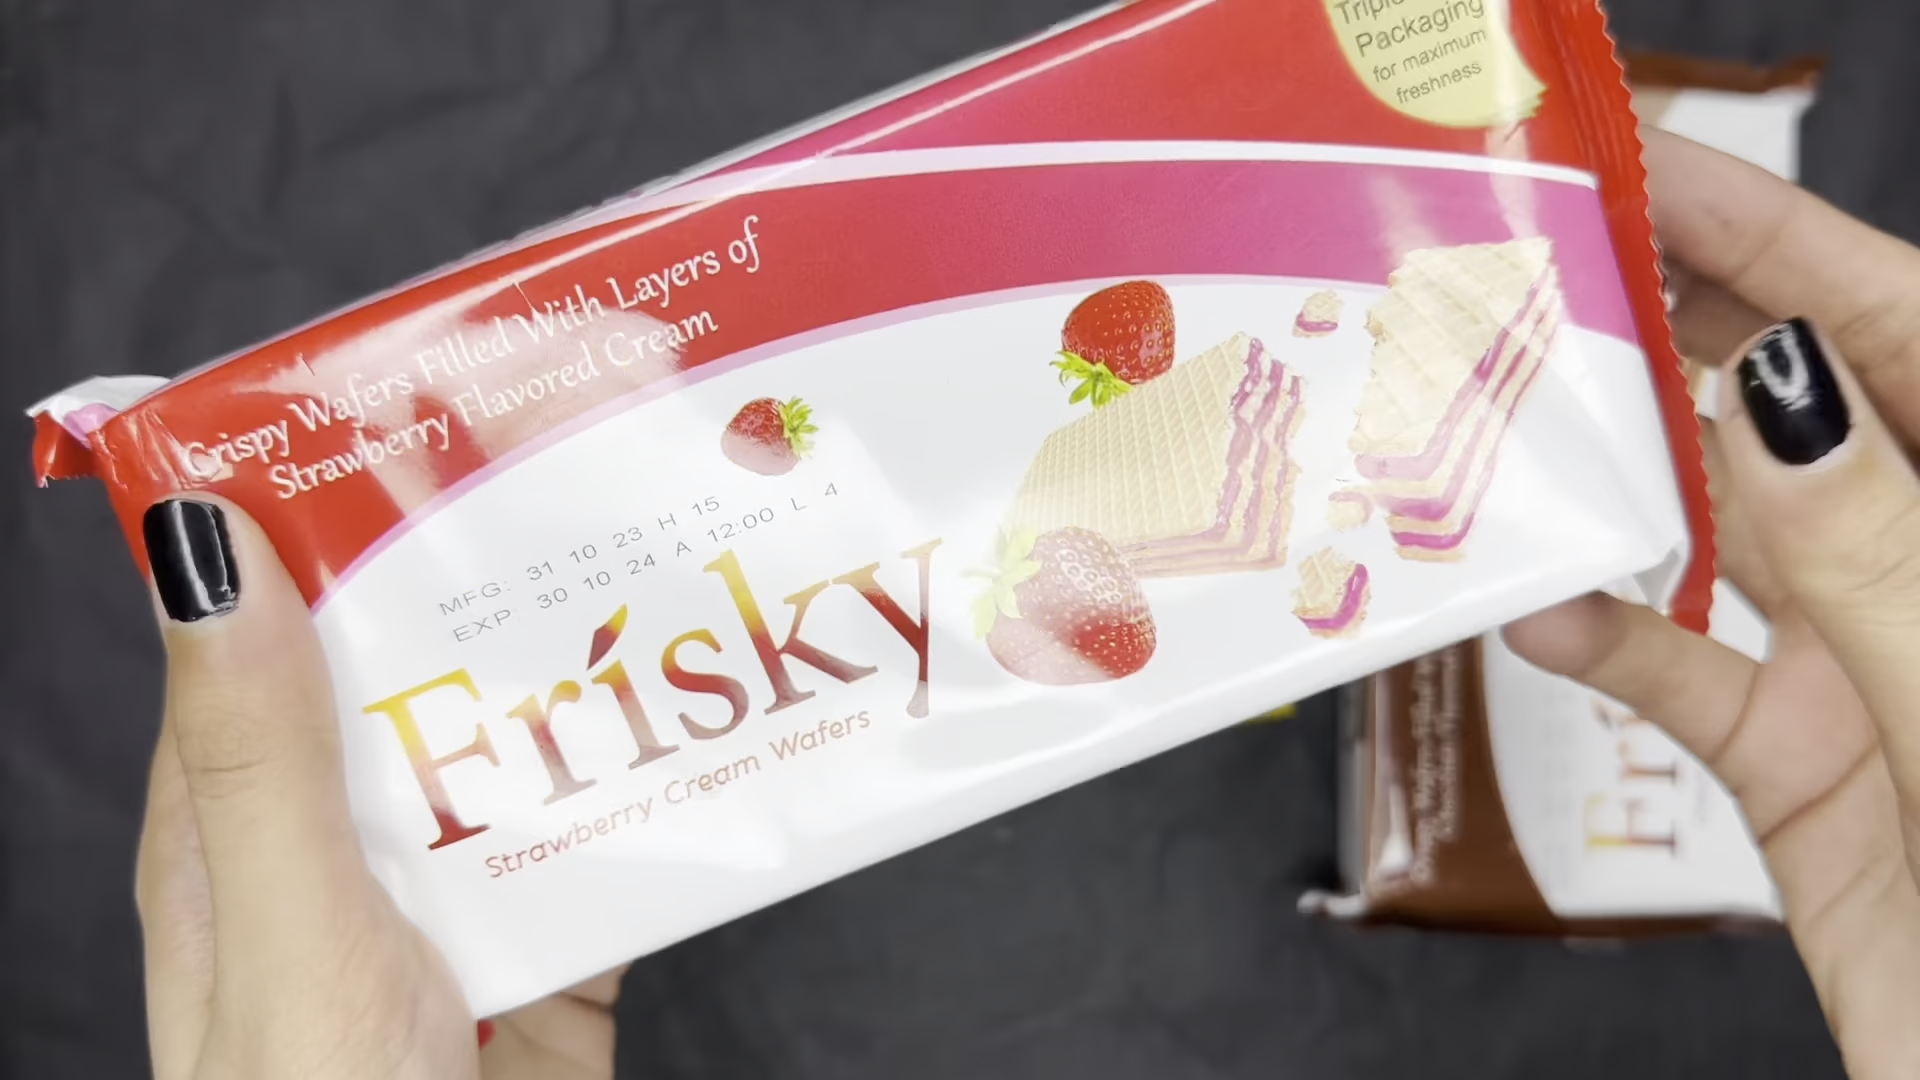 Packaging
for maximum
freshness
Crispy Wafers Filled With Layers of
Strawberry Flavored Cream
MFG: 31 10 23 H 15
EXP 30 10 24 A 12:00 L 4
Frísky
Strawberry Cream Wafers
Frí